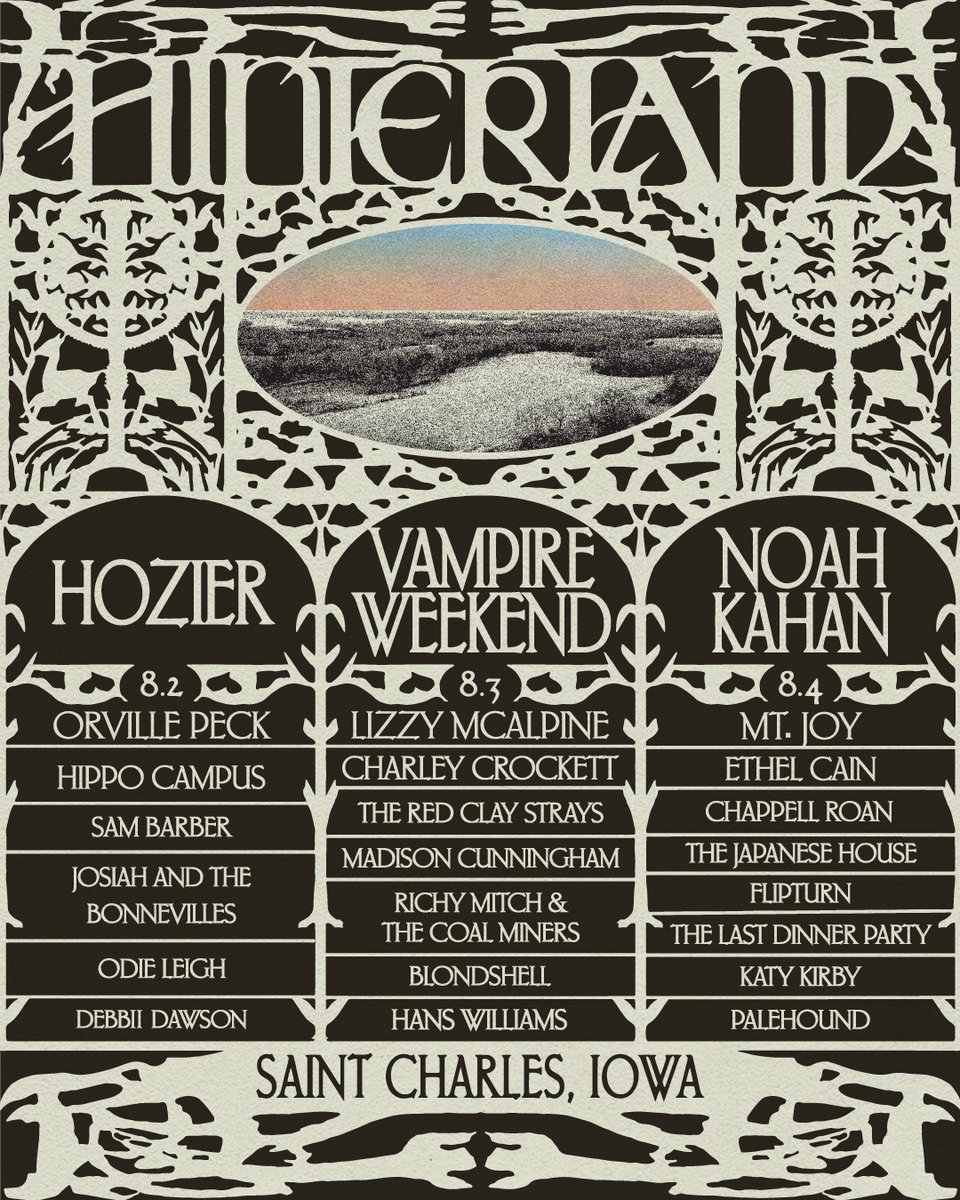 HINTERLAND
HOZIER
8.2
ORVILLE PECK
HIPPO CAMPUS
SAM BARBER
JOSIAH AND THE
BONNEVILLES
ODIE LEIGH
DEBBII DAWSON
VAMPIRE
WEEKEND
8.3
LIZZY MCALPINE
CHARLEY CROCKETT
THE RED CLAY STRAYS
MADISON CUNNINGHAM
RICHY MITCH &
THE COAL MINERS
BLONDSHELL
HANS WILLIAMS
NOAH
KAHAN
8.4
MT. JOY
ETHEL CAIN
CHAPPELL ROAN
THE JAPANESE HOUSE
FLIPTURN
THE LAST DINNER PARTY
KATY KIRBY
PALEHOUND
SAINT CHARLES, IOWA